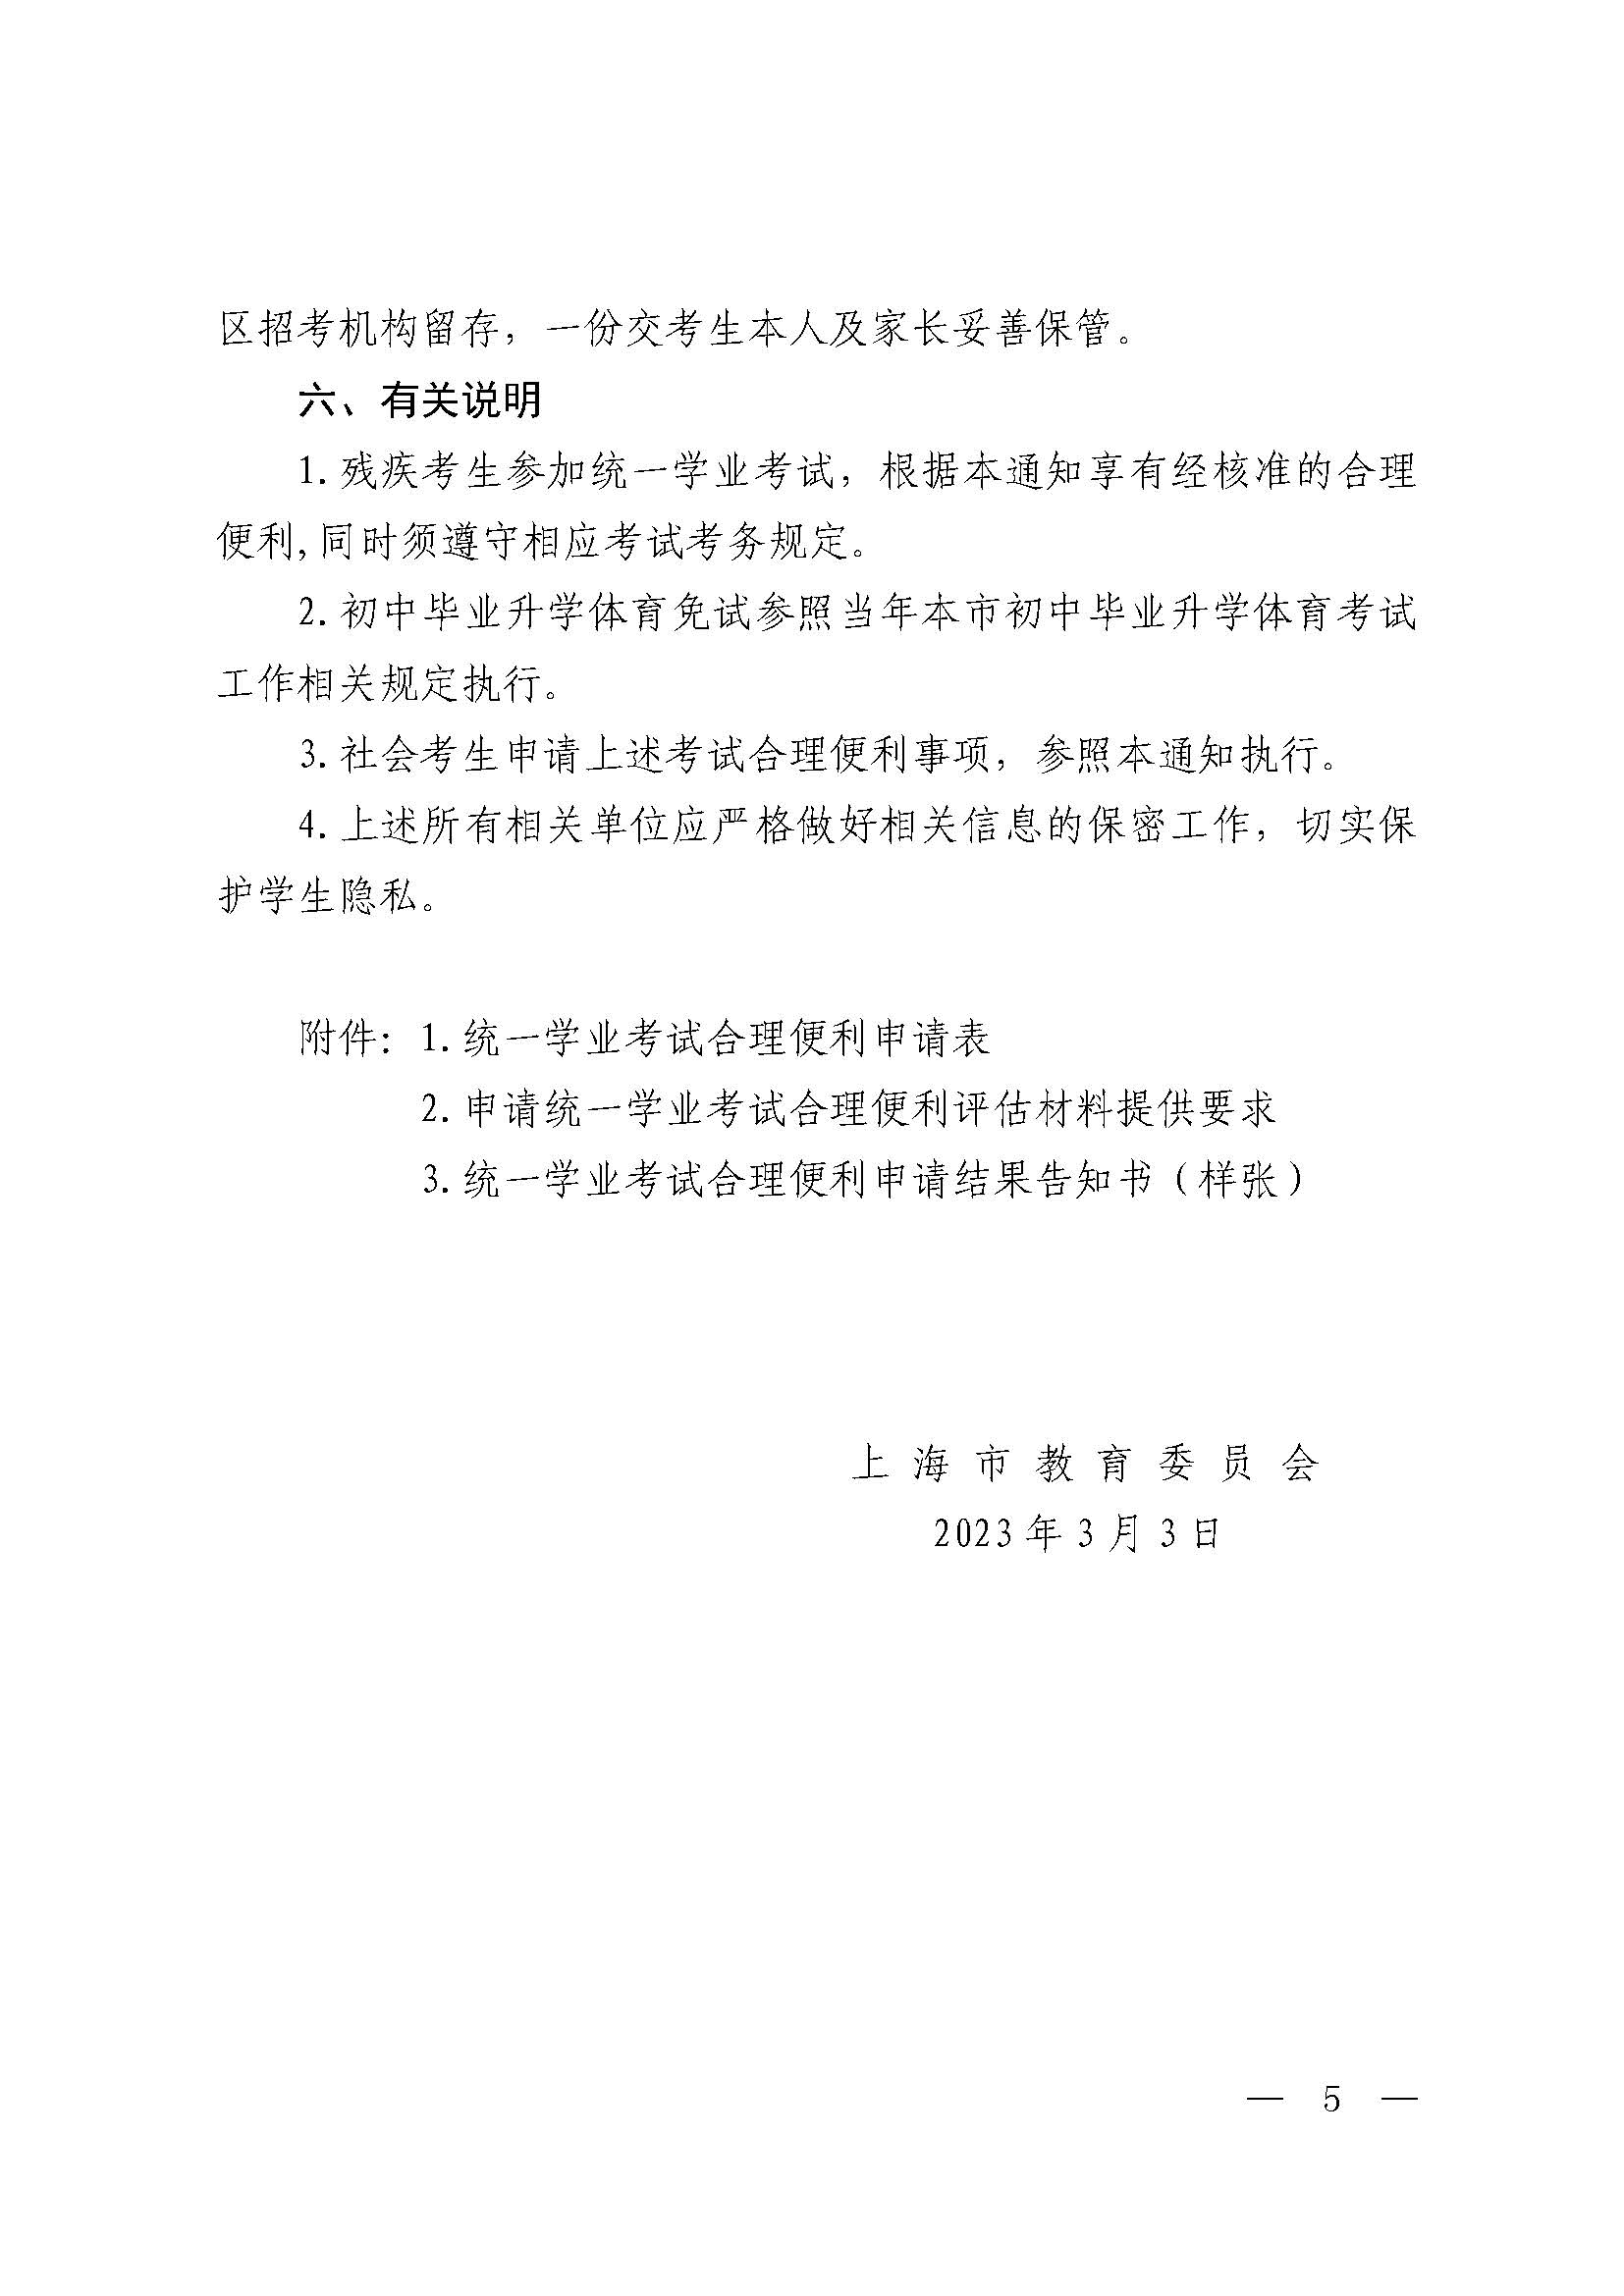 区招考机构留存，一份交考生本人及家长妥善保管。
六、有关说明
1.残疾考生参加统一学业考试，根据本通知享有经核准的合理
便利,同时须遵守相应考试考务规定。
2.初中毕业升学体育免试参照当年本市初中毕业升学体育考试
工作相关规定执行。
3.社会考生申请上述考试合理便利事项，参照本通知执行。
4.上述所有相关单位应严格做好相关信息的保密工作，切实保
护学生隐私。
附件：1.统一学业考试合理便利申请表
2.申请统一学业考试合理便利评估材料提供要求
3.统一学业考试合理便利申请结果告知书（样张）
上海市教育委员会
2023年3月3日
— 5 —